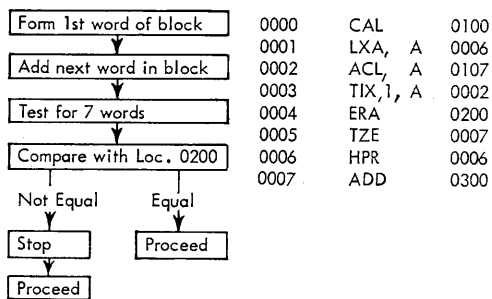 Form 1st word of block
Add next word in block
Test for 7 words
Compare with Loc. 0200
Not Equal Equal
Stop Proceed
Proceed
0000 CAL 0100
0001 LXA, A 0006
0002 ACL, A 0107
0003 TIX,1, A 0002
0004 ERA 0200
0005 TZE 0007
0006 HPR 0006
0007 ADD 0300